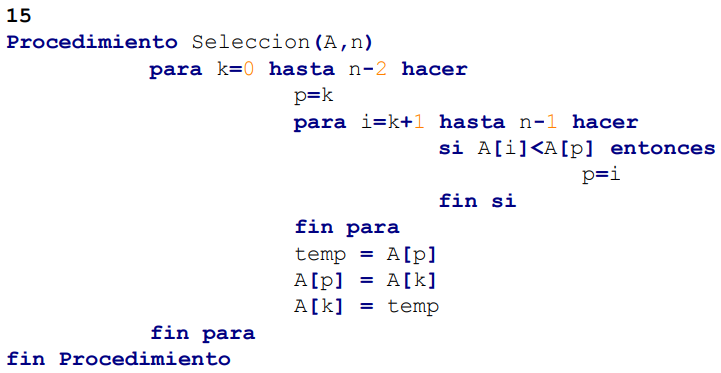 15
Procedimiento Seleccion(A,n)
para k=0 hasta n-2 hacer
p=k
para i=k+1 hasta n-1 hacer
si A[i]<A[p] entonces
p=i
fin si
fin para
temp = A[p]
A[p] = A[k]
A[k] = temp
fin para
fin Procedimiento